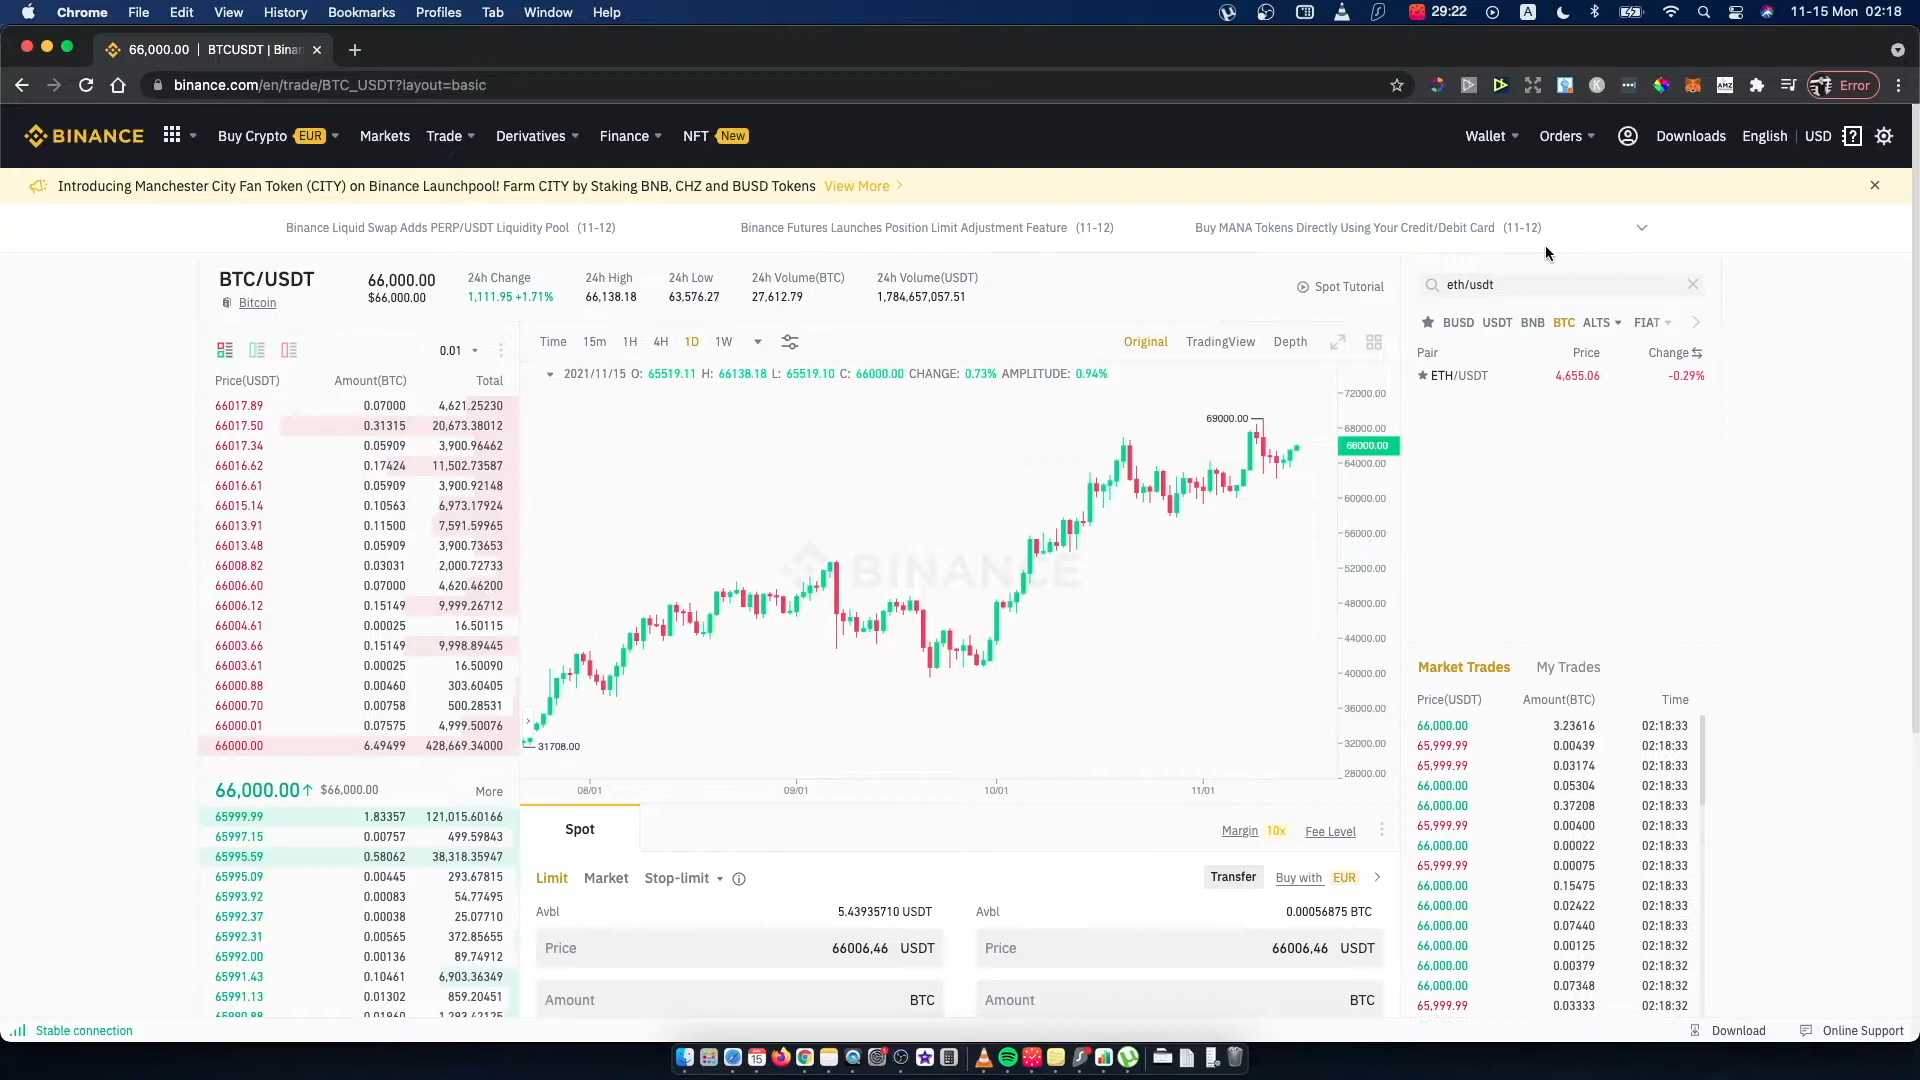 Chrome File Edit View History Bookmarks Profiles Tab Window Help
29:22 A 11-15 Mon 02:18
66,000.00 | BTCUSDT | Binan
binance.com/en/trade/BTC_USDT?layout=basic
Error
BINANCE Buy Crypto EUR Markets Trade Derivatives Finance NFT New
Wallet Orders Downloads English USD
Introducing Manchester City Fan Token (CITY) on Binance Launchpool! Farm CITY by Staking BNB, CHZ and BUSD Tokens View More
Binance Liquid Swap Adds PERP/USDT Liquidity Pool (11-12)
Binance Futures Launches Position Limit Adjustment Feature (11-12)
Buy MANA Tokens Directly Using Your Credit/Debit Card (11-12)
BTC/USDT
Bitcoin
66,000.00
$66,000.00
24h Change
1,111.95 +1.71%
24h High
66,138.18
24h Low
63,576.27
24h Volume(BTC)
27,612.79
24h Volume(USDT)
1,784,657,057.51
Spot Tutorial
0.01
Price(USDT) Amount(BTC) Total
66017.89 0.07000 4,621.25230
66017.50 0.31315 20,673.38012
66017.34 0.05909 3,900.96462
66016.62 0.17424 11,502.73587
66016.61 0.05909 3,900.92148
66015.14 0.10563 6,973.17924
66013.91 0.11500 7,591.59965
66013.48 0.05909 3,900.73653
66008.82 0.03031 2,000.72733
66006.60 0.07000 4,620.46200
66006.12 0.15149 9,999.26712
66004.61 0.00025 16.50115
66003.66 0.15149 9,998.89445
66003.61 0.00025 16.50090
66000.88 0.00460 303.60405
66000.70 0.00758 500.28531
66000.01 0.07575 4,999.50076
66000.00 6.49499 428,669.34000
66,000.00↑ $66,000.00 More
65999.99 1.83357 121,015.60166
65997.15 0.00757 499.59843
65995.59 0.58062 38,318.35947
65995.09 0.00445 293.67815
65993.92 0.00083 54.77495
65992.37 0.00038 25.07710
65992.31 0.00565 372.85655
65992.00 0.00136 89.74912
65991.43 0.10461 6,903.36349
65991.13 0.01302 859.20451
Time 15m 1H 4H 1D 1W
Original TradingView Depth
2021/11/15 O: 65519.11 H: 66138.18 L: 65519.10 C: 66000.00 CHANGE: 0.73% AMPLITUDE: 0.94%
72000.00
69000.00
68000.00
66000.00
64000.00
60000.00
56000.00
52000.00
BINANCE
48000.00
44000.00
40000.00
36000.00
32000.00
31708.00
28000.00
08/01 09/01 10/01 11/01
Spot
Margin 10x Fee Level
Limit Market Stop-limit
Transfer Buy with EUR
Avbl 5.43935710 USDT
Avbl 0.00056875 BTC
Price 66006,46 USDT
Price 66006,46 USDT
Amount BTC
Amount BTC
eth/usdt
BUSD USDT BNB BTC ALTS FIAT
Pair Price Change
ETH/USDT 4,655.06 -0.29%
Market Trades My Trades
Price(USDT) Amount(BTC) Time
66,000.00 3.23616 02:18:33
65,999.99 0.00439 02:18:33
65,999.99 0.03174 02:18:33
66,000.00 0.05304 02:18:33
66,000.00 0.37208 02:18:33
65,999.99 0.00400 02:18:33
66,000.00 0.00022 02:18:33
65,999.99 0.00075 02:18:33
66,000.00 0.15475 02:18:33
66,000.00 0.02422 02:18:33
66,000.00 0.07440 02:18:33
66,000.00 0.00125 02:18:32
66,000.00 0.00379 02:18:32
66,000.00 0.07348 02:18:32
65,999.99 0.03333 02:18:32
Stable connection
Download Online Support